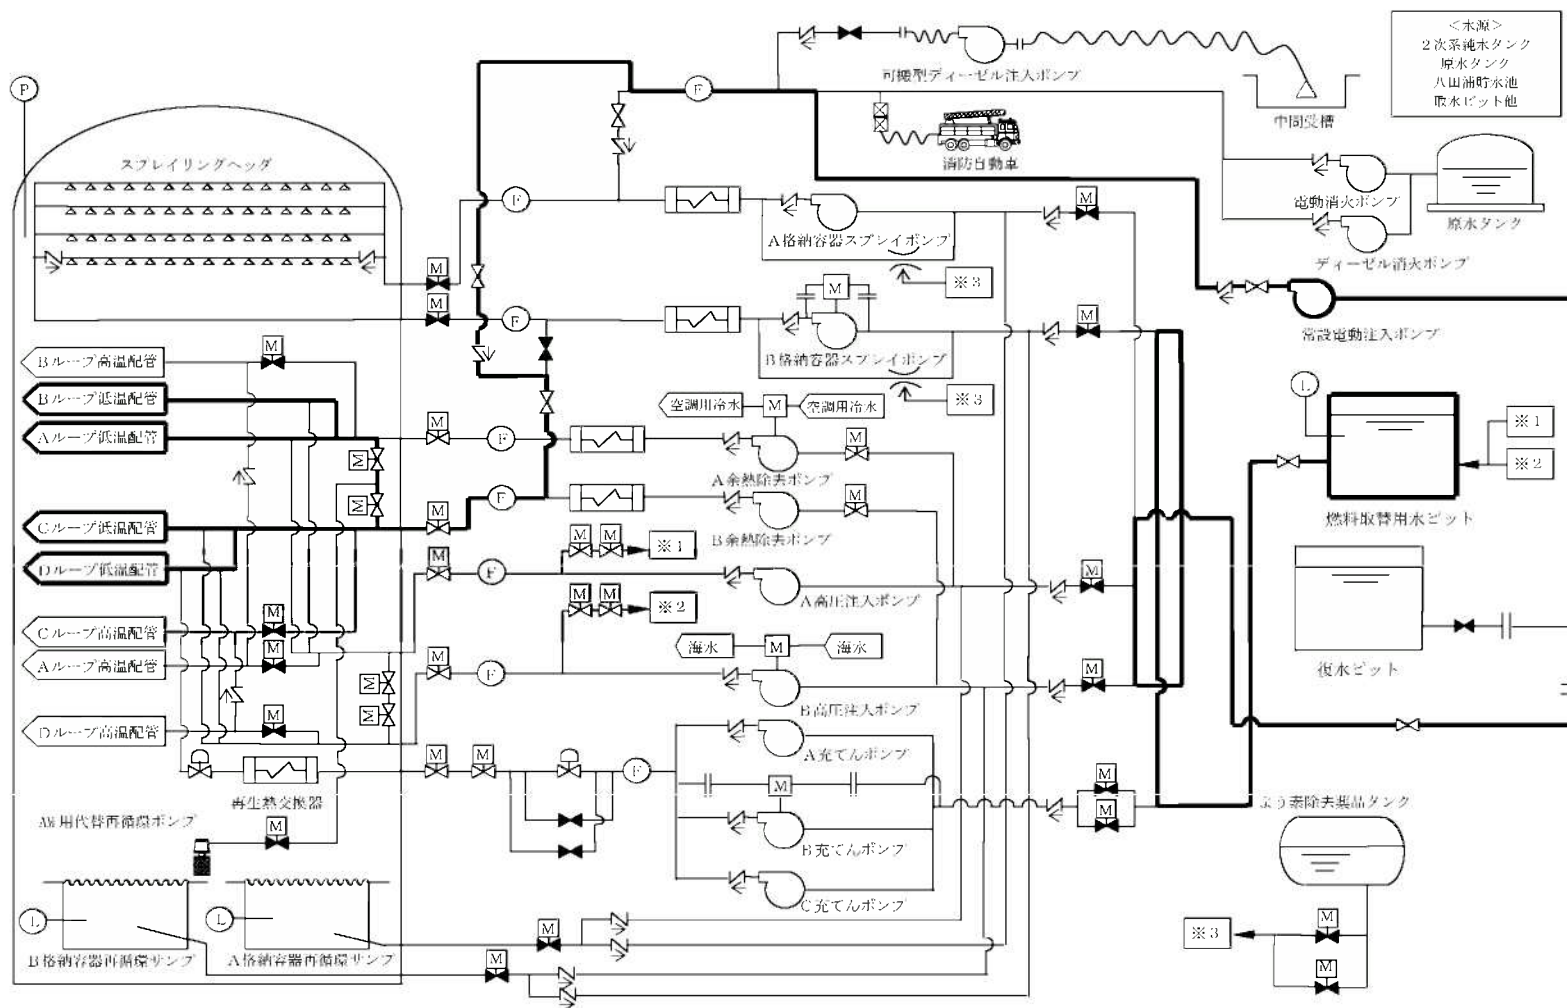 <水源>
2次系純水タンク
原水タンク
八田浦貯水池
取水ピット他
P
F
可搬型ディーゼル注入ポンプ
中間受槽
消防自動車
スプレイリングヘッダ
電動消火ポンプ
原水タンク
ディーゼル消火ポンプ
F
M
M
A格納容器スプレイポンプ
※3
M
M
F
M
M
B格納容器スプレイポンプ
※3
常設電動注入ポンプ
Bループ高温配管
M
L
Bループ低温配管
空調用冷水
M
空調用冷水
Aループ低温配管
M
M
F
M
A余熱除去ポンプ
※1
※2
燃料取替用水ピット
M
Cループ低温配管
M
F
M
B余熱除去ポンプ
Dループ低温配管
M
F
M
M
※1
A高圧注入ポンプ
M
M
M
※2
Cループ高温配管
M
Aループ高温配管
M
M
F
海水
M
海水
B高圧注入ポンプ
M
復水ピット
M
M
Dループ高温配管
M
A充てんポンプ
再生熱交換器
M
M
F
M
B充てんポンプ
M
M
よう素除去薬品タンク
AM用代替再循環ポンプ
M
C充てんポンプ
L
L
B格納容器再循環サンプ
A格納容器再循環サンプ
M
M
※3
M
M